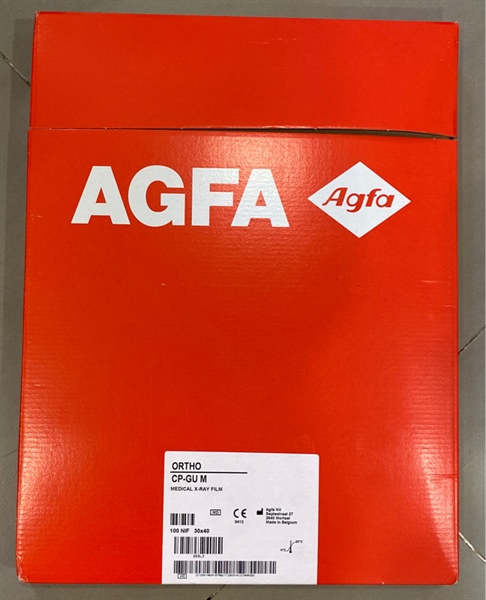 AGFA
Agfa
ORTHO
CP-GU M
MEDICAL X-RAY FILM
MD
CE
0413
Agfa NV
Septestraat 27
2640 Mortsel
Made in Belgium
100 NIF 30x40